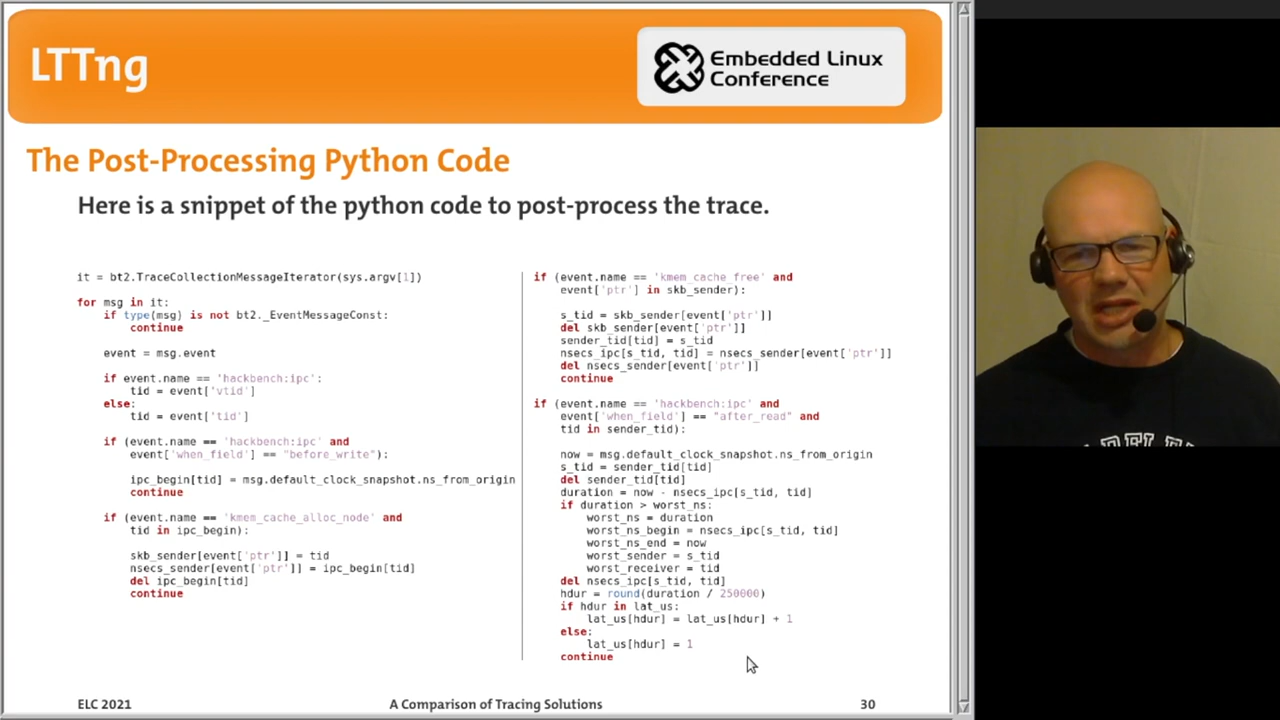 LTTng
Embedded Linux
Conference
The Post-Processing Python Code
Here is a snippet of the python code to post-process the trace.
it = bt2.TraceCollectionMessageIterator(sys.argv[1])
for msg in it:
if type(msg) is not bt2._EventMessageConst:
continue
event = msg.event
if event.name == 'hackbench:ipc':
tid = event['vtid']
else:
tid = event['tid']
if (event.name == 'hackbench:ipc' and
event['when_field'] == "before_write"):
ipc_begin[tid] = msg.default_clock_snapshot.ns_from_origin
continue
if (event.name == 'kmem_cache_alloc_node' and
tid in ipc_begin):
skb_sender[event['ptr']] = tid
nsecs_sender[event['ptr']] = ipc_begin[tid]
del ipc_begin[tid]
continue
if (event.name == 'kmem_cache_free' and
event['ptr'] in skb_sender):
s_tid = skb_sender[event['ptr']]
del skb_sender[event['ptr']]
sender_tid[tid] = s_tid
nsecs_ipc[s_tid, tid] = nsecs_sender[event['ptr']]
del nsecs_sender[event['ptr']]
continue
if (event.name == 'hackbench:ipc' and
event['when_field'] == "after_read" and
tid in sender_tid):
now = msg.default_clock_snapshot.ns_from_origin
s_tid = sender_tid[tid]
del sender_tid[tid]
duration = now - nsecs_ipc[s_tid, tid]
if duration > worst_ns:
worst_ns = duration
worst_ns_begin = nsecs_ipc[s_tid, tid]
worst_ns_end = now
worst_sender = s_tid
worst_receiver = tid
del nsecs_ipc[s_tid, tid]
hdur = round(duration / 250000)
if hdur in lat_us:
lat_us[hdur] = lat_us[hdur] + 1
else:
lat_us[hdur] = 1
continue
ELC 2021
A Comparison of Tracing Solutions
30